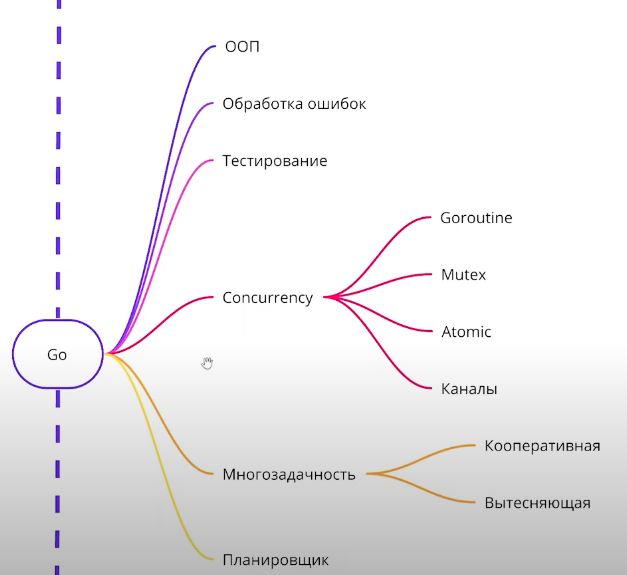 ООП
Обработка ошибок
Тестирование
Goroutine
Concurrency
Mutex
Atomic
Go
Каналы
Кооперативная
Многозадачность
Вытесняющая
Планировщик